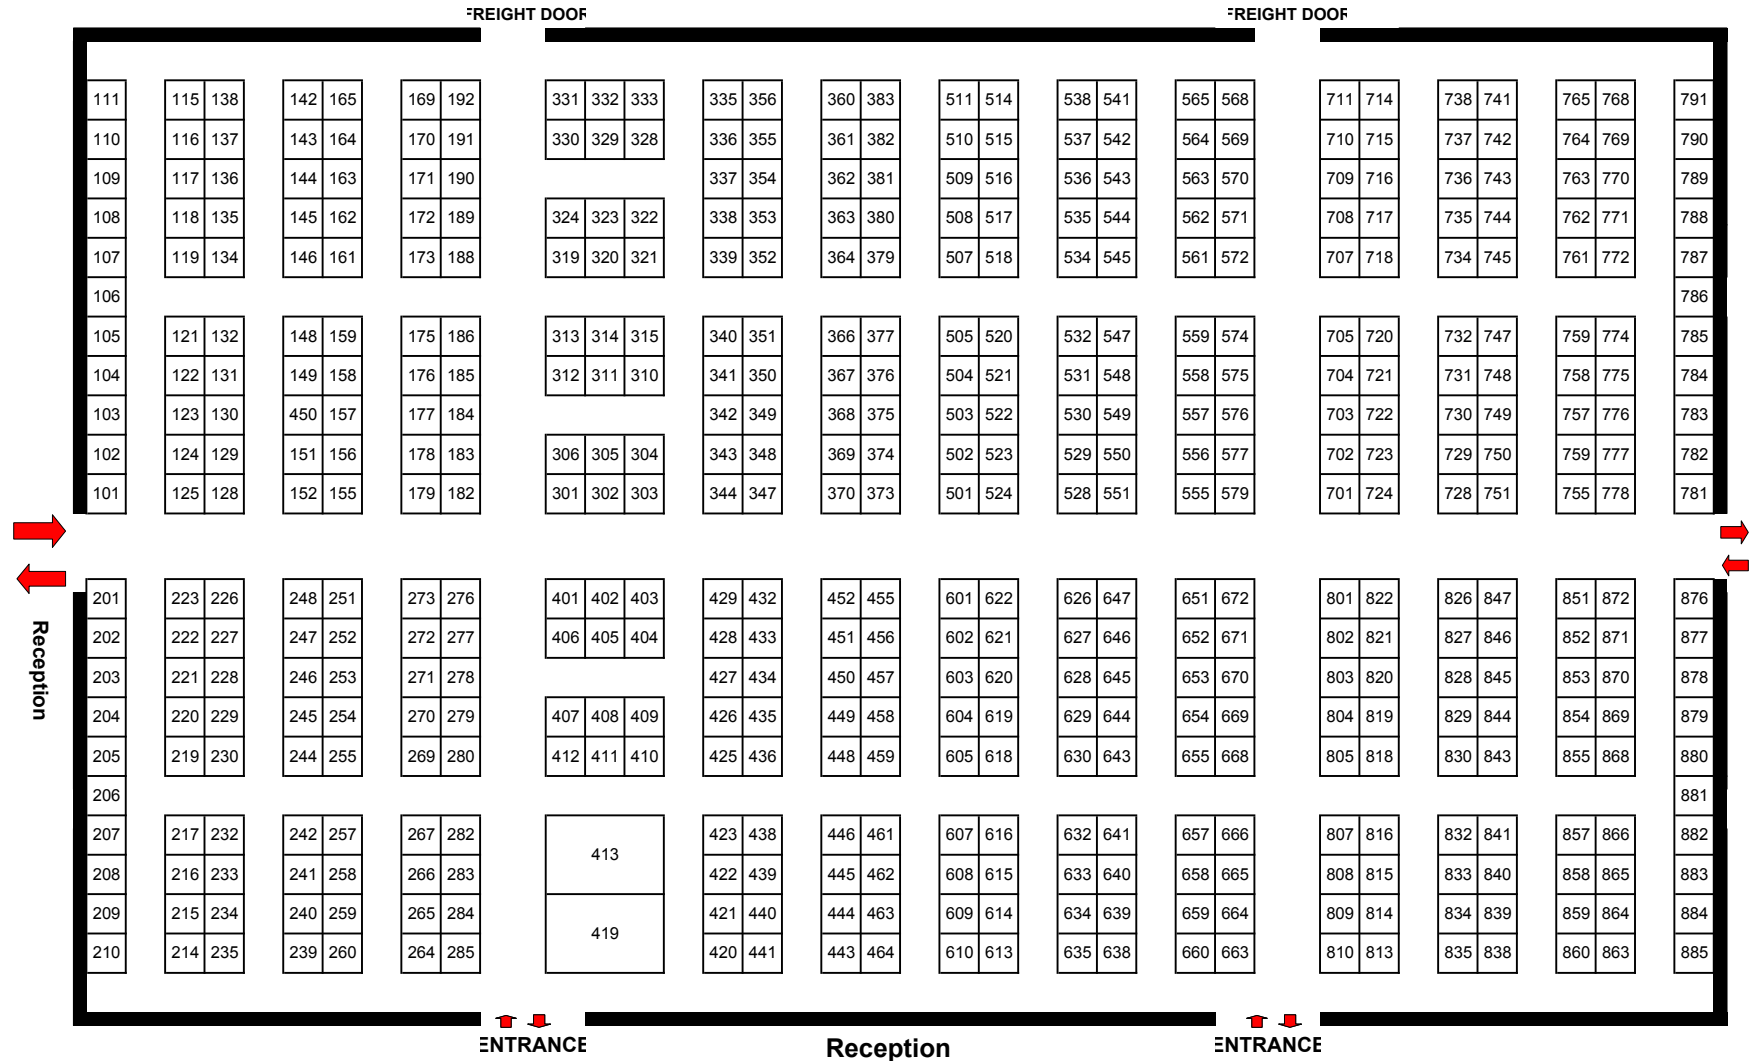 FREIGHT DOOR FREIGHT DOOR
111 115 138 142 165 169 192 331 332 333 335 356 360 383 511 514 538 541 565 568 711 714 738 741 765 768 791
110 116 137 143 164 170 191 330 329 328 336 355 361 382 510 515 537 542 564 569 710 715 737 742 764 769 790
109 117 136 144 163 171 190 337 354 362 381 509 516 536 543 563 570 709 716 736 743 763 770 789
108 118 135 145 162 172 189 324 323 322 338 353 363 380 508 517 535 544 562 571 708 717 735 744 762 771 788
107 119 134 146 161 173 188 319 320 321 339 352 364 379 507 518 534 545 561 572 707 718 734 745 761 772 787
106 786
105 121 132 148 159 175 186 313 314 315 340 351 366 377 505 520 532 547 559 574 705 720 732 747 759 774 785
104 122 131 149 158 176 185 312 311 310 341 350 367 376 504 521 531 548 558 575 704 721 731 748 758 775 784
103 123 130 450 157 177 184 342 349 368 375 503 522 530 549 557 576 703 722 730 749 757 776 783
102 124 129 151 156 178 183 306 305 304 343 348 369 374 502 523 529 550 556 577 702 723 729 750 759 777 782
101 125 128 152 155 179 182 301 302 303 344 347 370 373 501 524 528 551 555 579 701 724 728 751 755 778 781
201 223 226 248 251 273 276 401 402 403 429 432 452 455 601 622 626 647 651 672 801 822 826 847 851 872 876
202 222 227 247 252 272 277 406 405 404 428 433 451 456 602 621 627 646 652 671 802 821 827 846 852 871 877
203 221 228 246 253 271 278 427 434 450 457 603 620 628 645 653 670 803 820 828 845 853 870 878
204 220 229 245 254 270 279 407 408 409 426 435 449 458 604 619 629 644 654 669 804 819 829 844 854 869 879
205 219 230 244 255 269 280 412 411 410 425 436 448 459 605 618 630 643 655 668 805 818 830 843 855 868 880
206 881
207 217 232 242 257 267 282 423 438 446 461 607 616 632 641 657 666 807 816 832 841 857 866 882
413
208 216 233 241 258 266 283 422 439 445 462 608 615 633 640 658 665 808 815 833 840 858 865 883
209 215 234 240 259 265 284 421 440 444 463 609 614 634 639 659 664 809 814 834 839 859 864 884
419
210 214 235 239 260 264 285 420 441 443 464 610 613 635 638 660 663 810 813 835 838 860 863 885
Reception
ENTRANCE Reception ENTRANCE